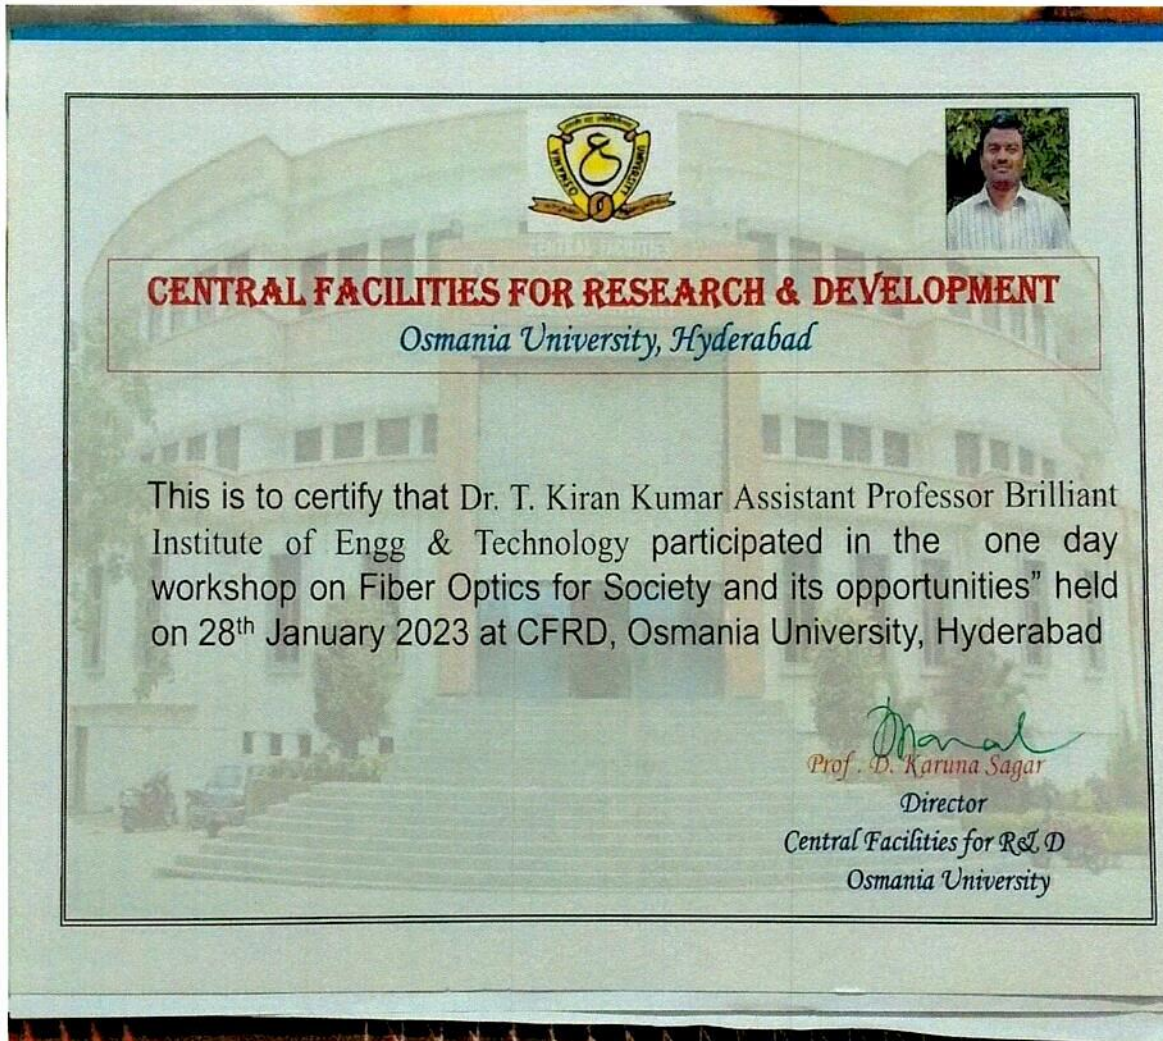 OSMANIA UNIVERSITY
CENTRAL FACILITIES FOR RESEARCH & DEVELOPMENT
Osmania University, Hyderabad
This is to certify that Dr. T. Kiran Kumar Assistant Professor Brilliant
Institute of Engg & Technology participated in the one day
workshop on Fiber Optics for Society and its opportunities” held
on 28th January 2023 at CFRD, Osmania University, Hyderabad
Prof. D. Karuna Sagar
Director
Central Facilities for R& D
Osmania University